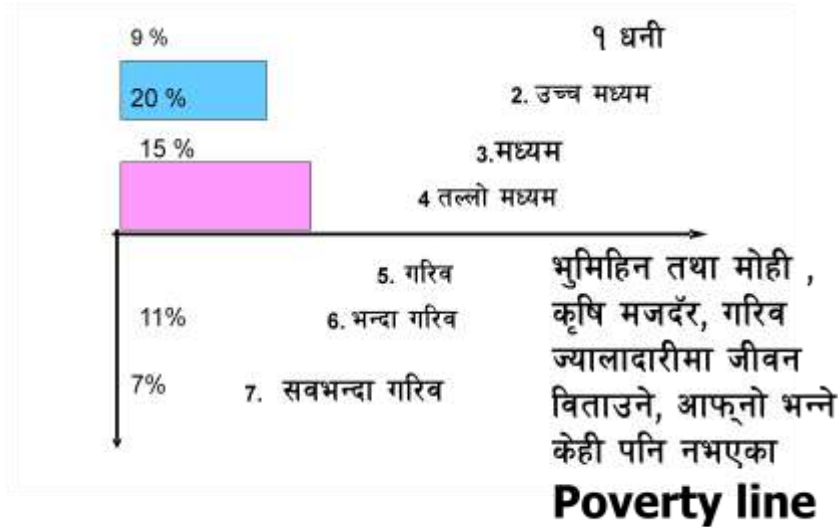 9 %
१ धनी
20 %
2. उच्च मध्यम
15 %
3.मध्यम
4 तल्लो मध्यम
5. गरिव
11%
6. भन्दा गरिव
7%
7. सवभन्दा गरिव
भुमिहिन तथा मोही ,
कृषि मजदॅर, गरिव
ज्यालादारीमा जीवन
विताउने, आफ्नो भन्ने
केही पनि नभएका
Poverty line